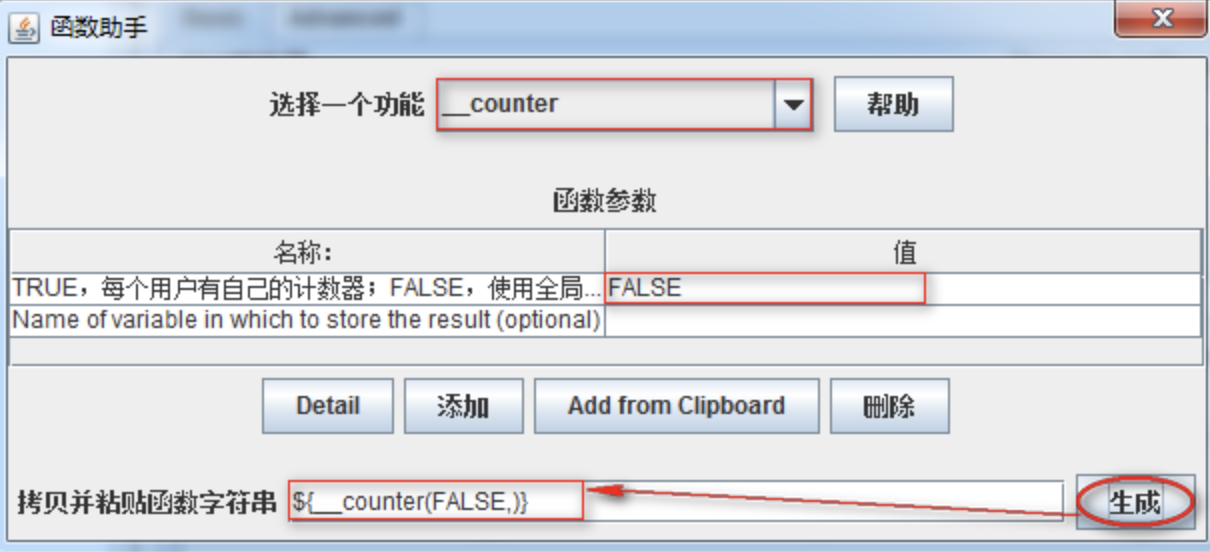 函数助手
选择一个功能 __counter 帮助
函数参数
名称: 值
TRUE，每个用户有自己的计数器；FALSE，使用全局... FALSE
Name of variable in which to store the result (optional)
Detail 添加 Add from Clipboard 删除
拷贝并粘贴函数字符串 ${__counter(FALSE,)} 生成